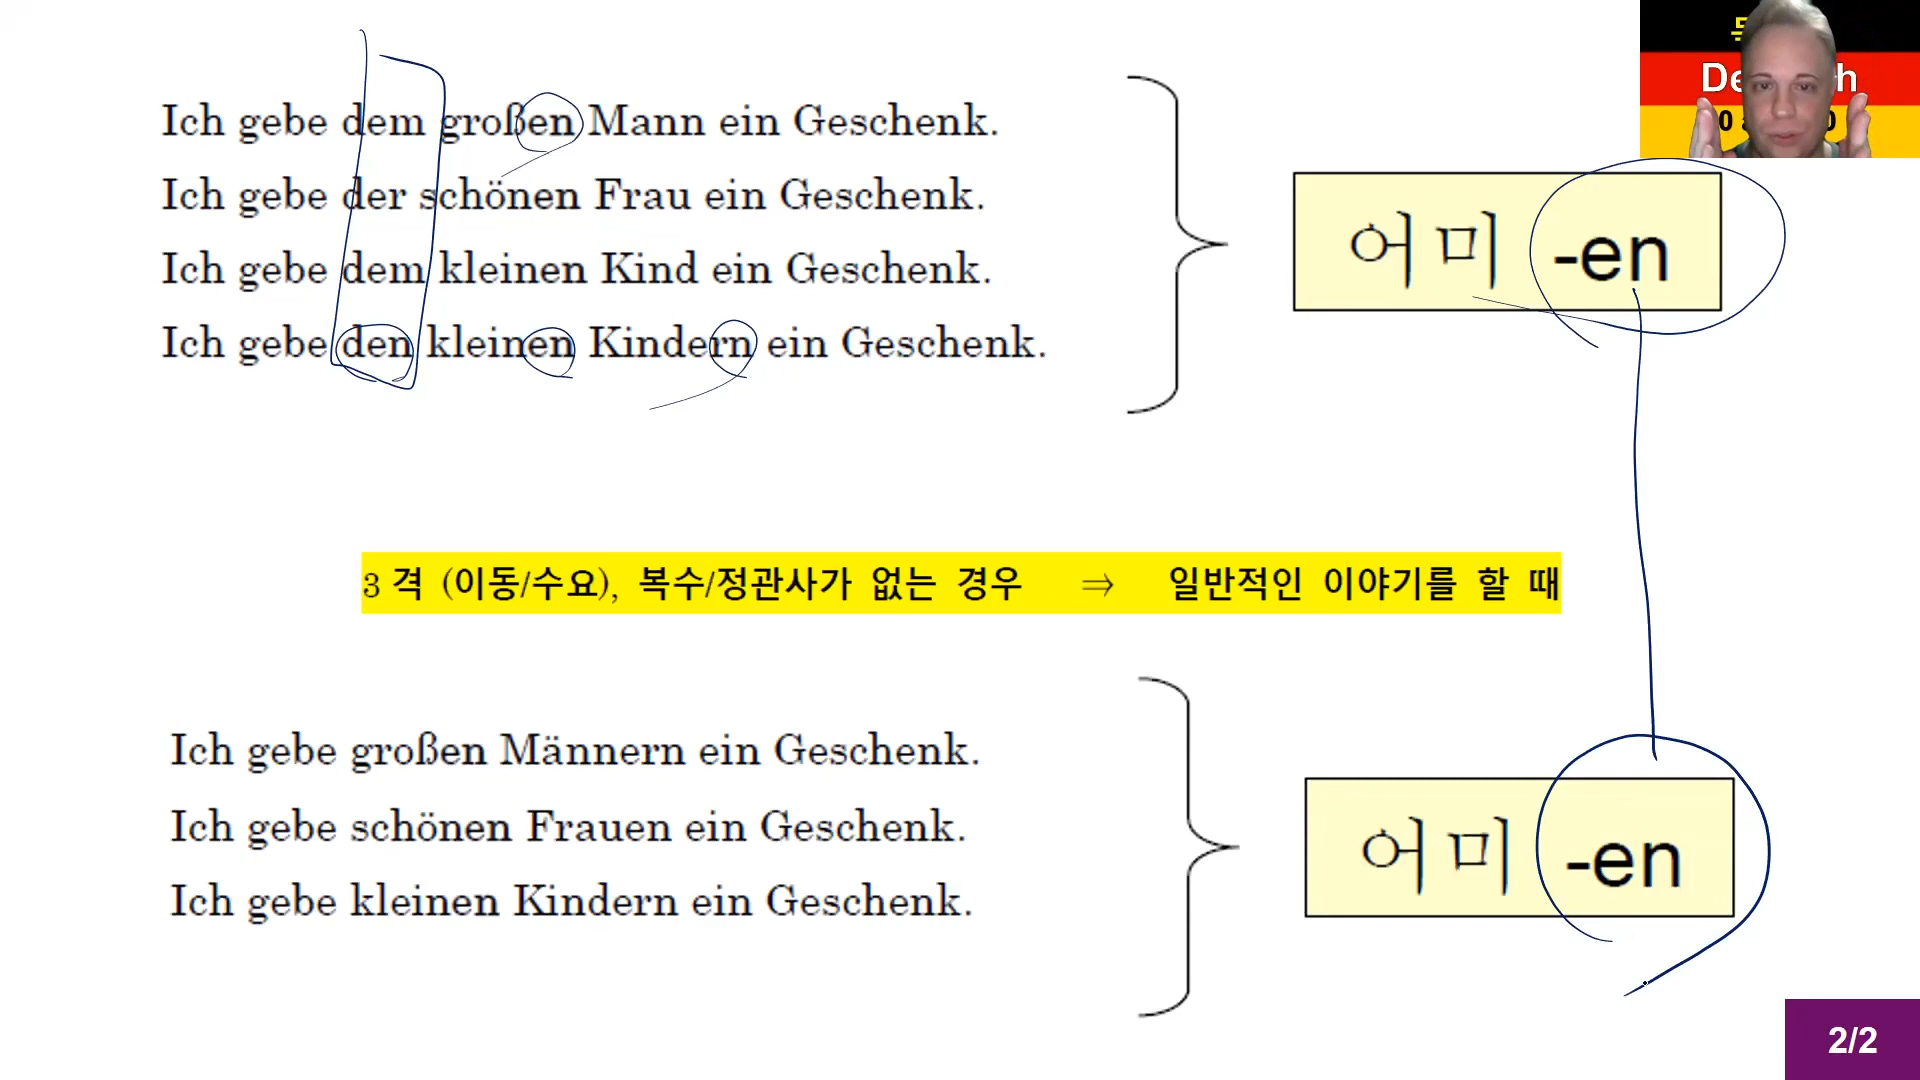 Ich gebe dem großen Mann ein Geschenk.
Ich gebe der schönen Frau ein Geschenk.
Ich gebe dem kleinen Kind ein Geschenk.
Ich gebe den kleinen Kindern ein Geschenk.
어미 -en
3 격 (이동/수요), 복수/정관사가 없는 경우 ⇒ 일반적인 이야기를 할 때
Ich gebe großen Männern ein Geschenk.
Ich gebe schönen Frauen ein Geschenk.
Ich gebe kleinen Kindern ein Geschenk.
어미 -en
2/2